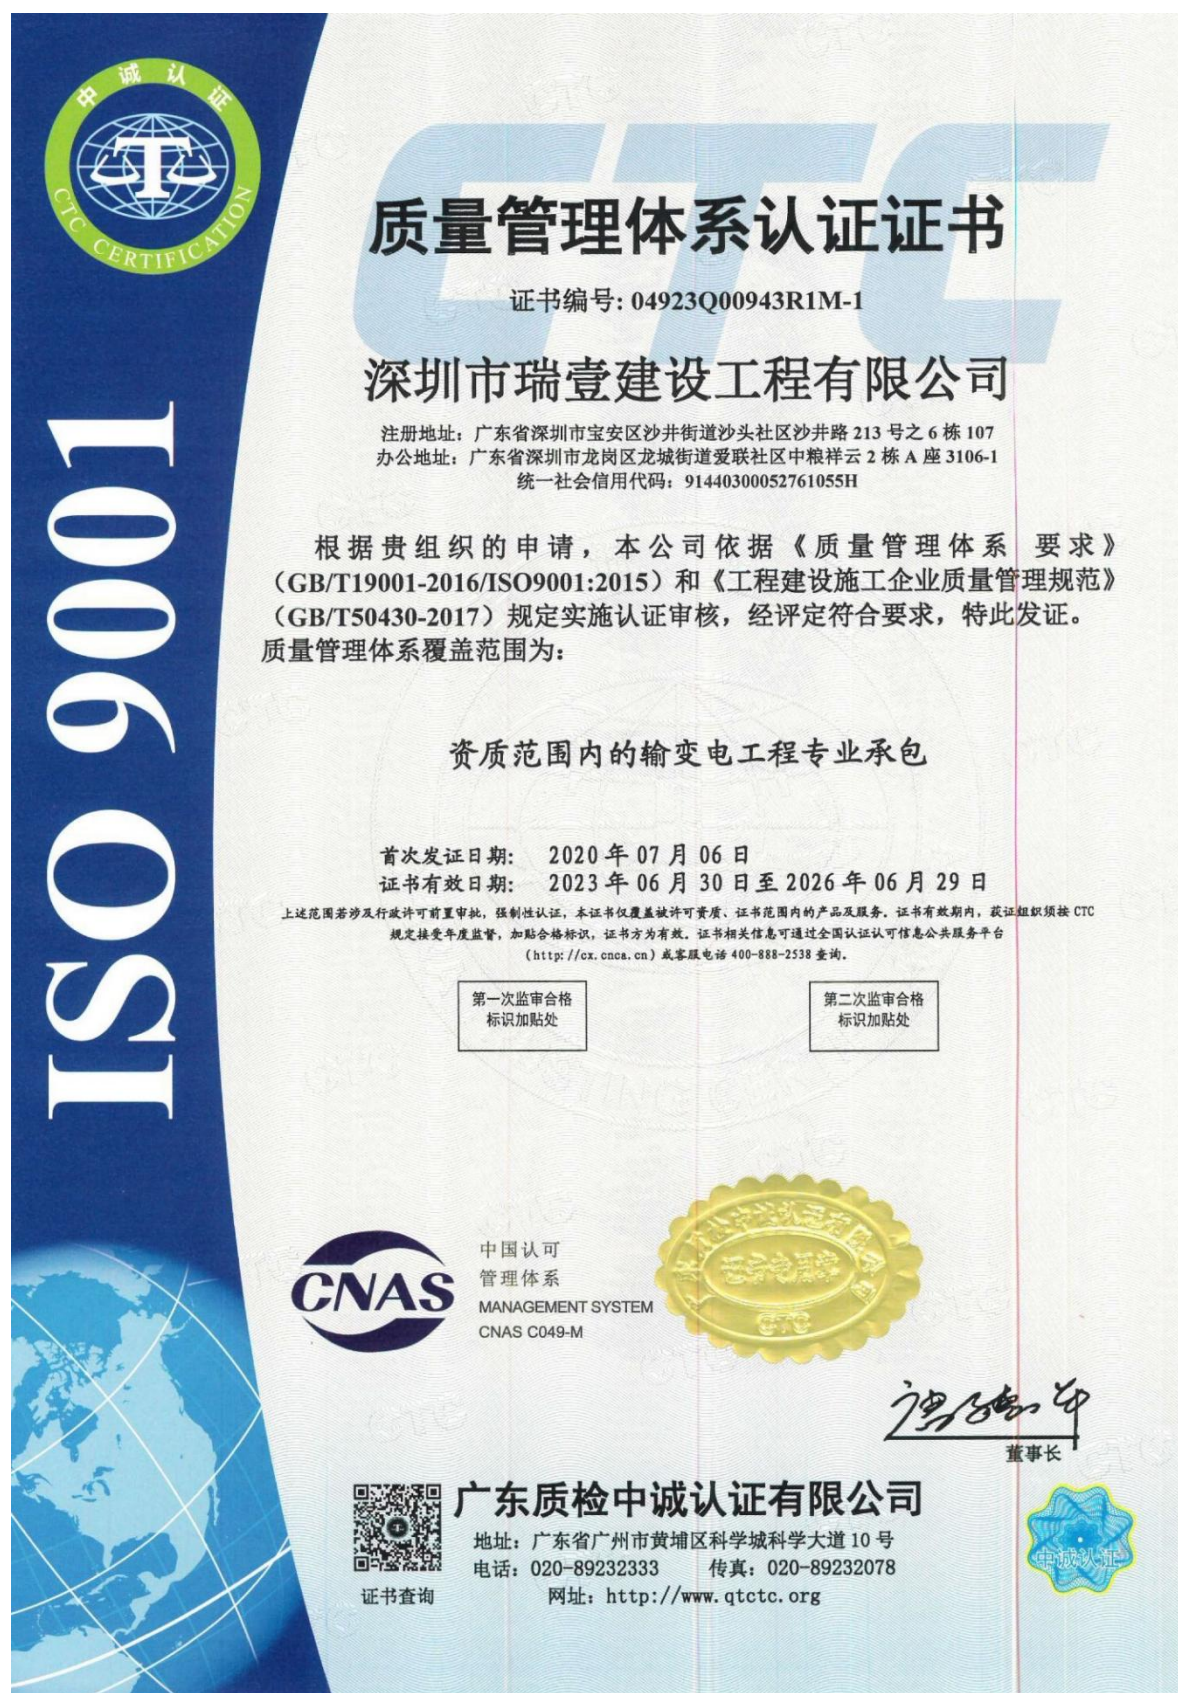 中诚认证
CTC CERTIFICATION
ISO 9001
CTC
质量管理体系认证证书
证书编号: 04923Q00943R1M-1
深圳市瑞壹建设工程有限公司
注册地址：广东省深圳市宝安区沙井街道沙头社区沙井路 213 号之 6 栋 107
办公地址：广东省深圳市龙岗区龙城街道爱联社区中粮祥云 2 栋 A 座 3106-1
统一社会信用代码：91440300052761055H
根据贵组织的申请，本公司依据《质量管理体系 要求》
（GB/T19001-2016/ISO9001:2015）和《工程建设施工企业质量管理规范》
（GB/T50430-2017）规定实施认证审核，经评定符合要求，特此发证。
质量管理体系覆盖范围为：
资质范围内的输变电工程专业承包
首次发证日期: 2020 年 07 月 06 日
证书有效日期: 2023 年 06 月 30 日至 2026 年 06 月 29 日
上述范围若涉及行政许可前置审批，强制性认证，本证书仅覆盖被许可资质、证书范围内的产品及服务。证书有效期内，获证组织须按 CTC
规定接受年度监督，加贴合格标识，证书方为有效。证书相关信息可通过全国认证认可信息公共服务平台
(http://cx.cnca.cn) 或客服电话 400-888-2538 查询。
第一次监审合格
标识加贴处
第二次监审合格
标识加贴处
CNAS
中国认可
管理体系
MANAGEMENT SYSTEM
CNAS C049-M
CTC
董事长
广东质检中诚认证有限公司
地址：广东省广州市黄埔区科学城科学大道 10 号
电话：020-89232333 传真：020-89232078
网址：http://www.qtctc.org
证书查询
中诚认证